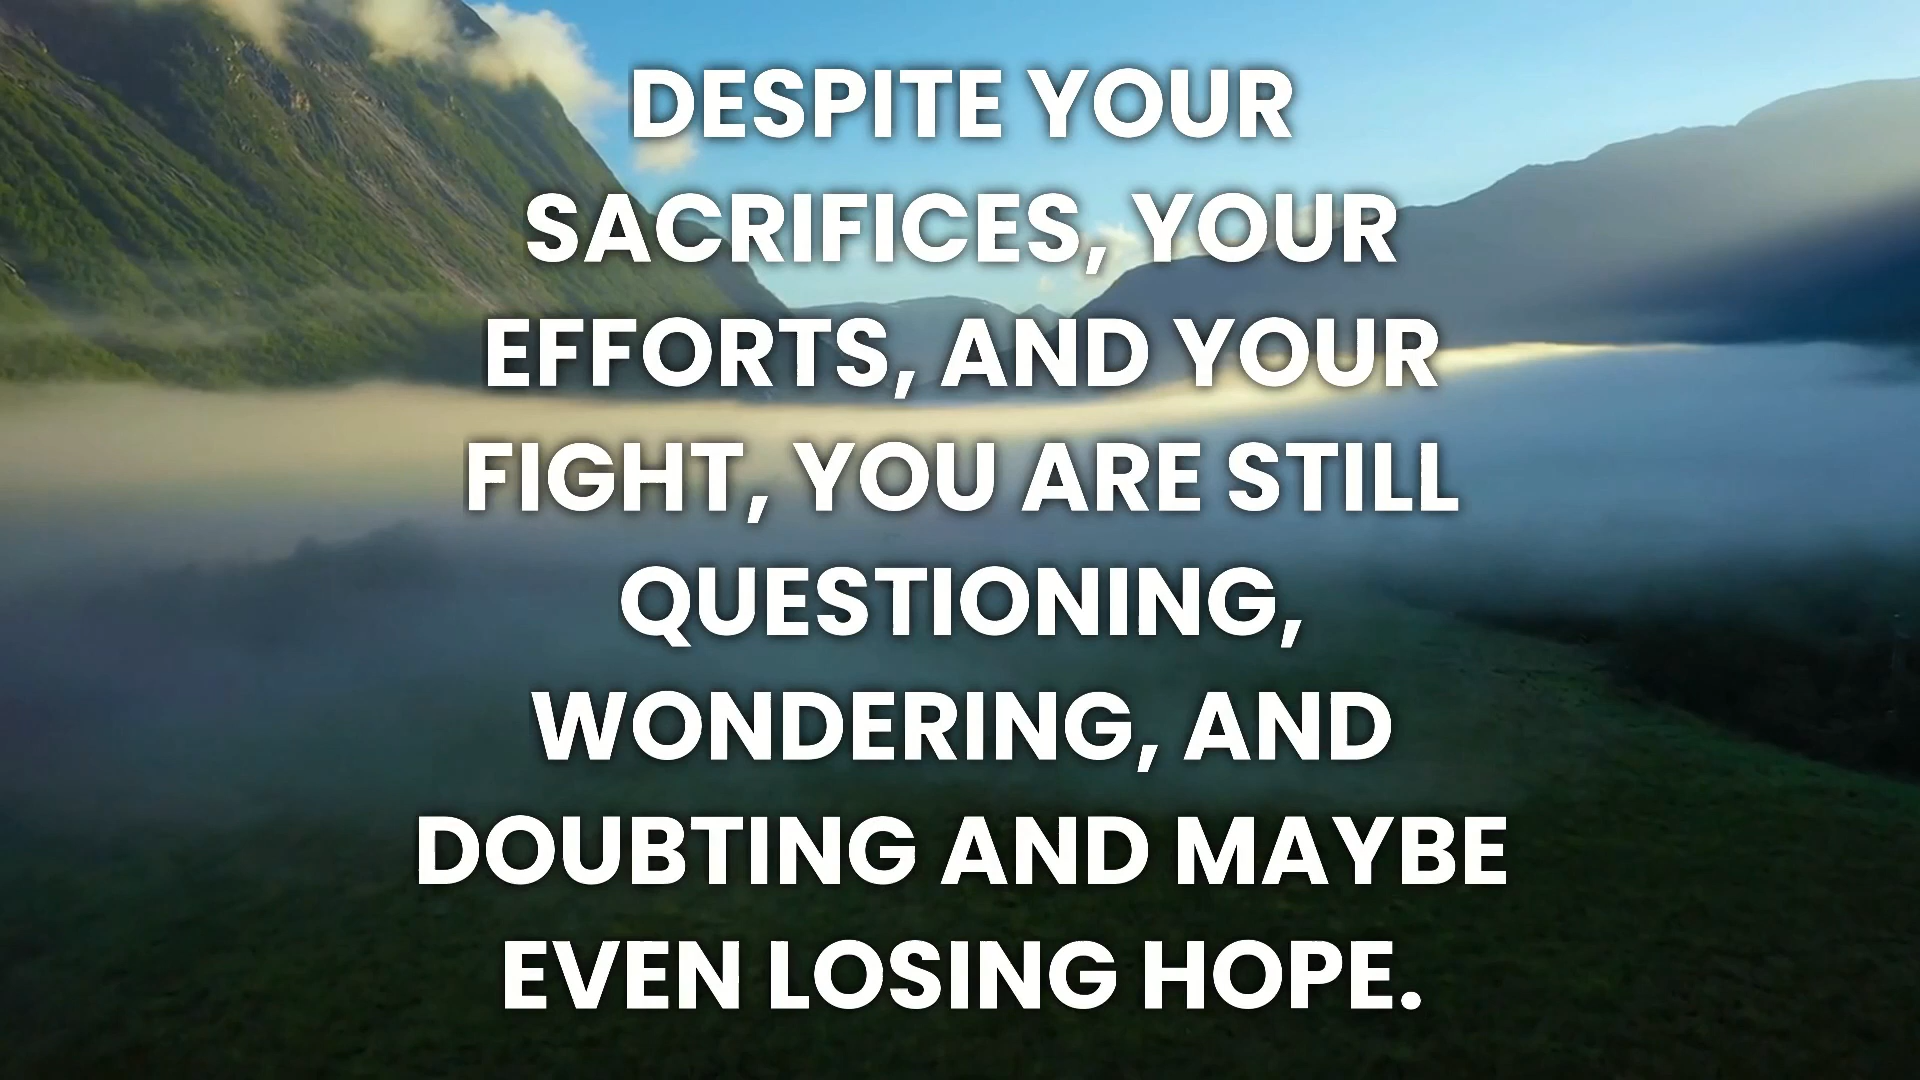 DESPITE YOUR
SACRIFICES, YOUR
EFFORTS, AND YOUR
FIGHT, YOU ARE STILL
QUESTIONING,
WONDERING, AND
DOUBTING AND MAYBE
EVEN LOSING HOPE.